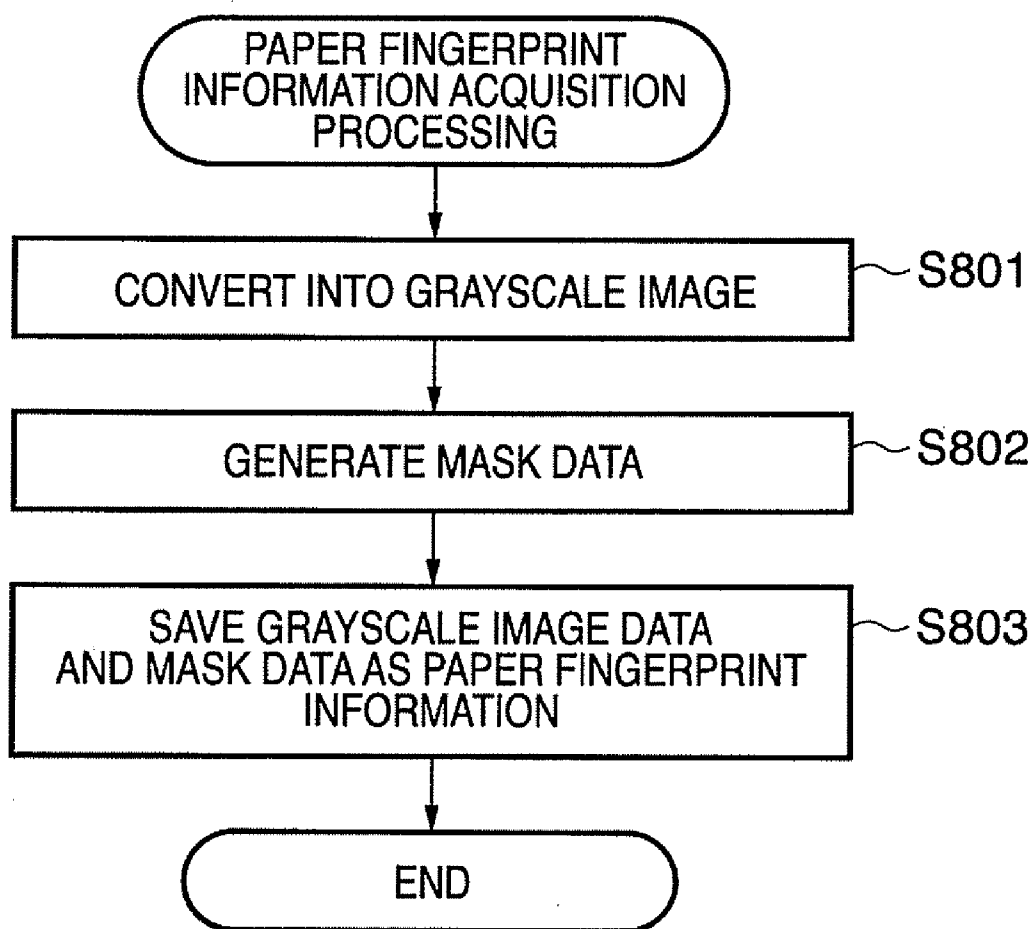 PAPER FINGERPRINT
INFORMATION ACQUISITION
PROCESSING
CONVERT INTO GRAYSCALE IMAGE
S801
GENERATE MASK DATA
S802
SAVE GRAYSCALE IMAGE DATA
AND MASK DATA AS PAPER FINGERPRINT
INFORMATION
S803
END